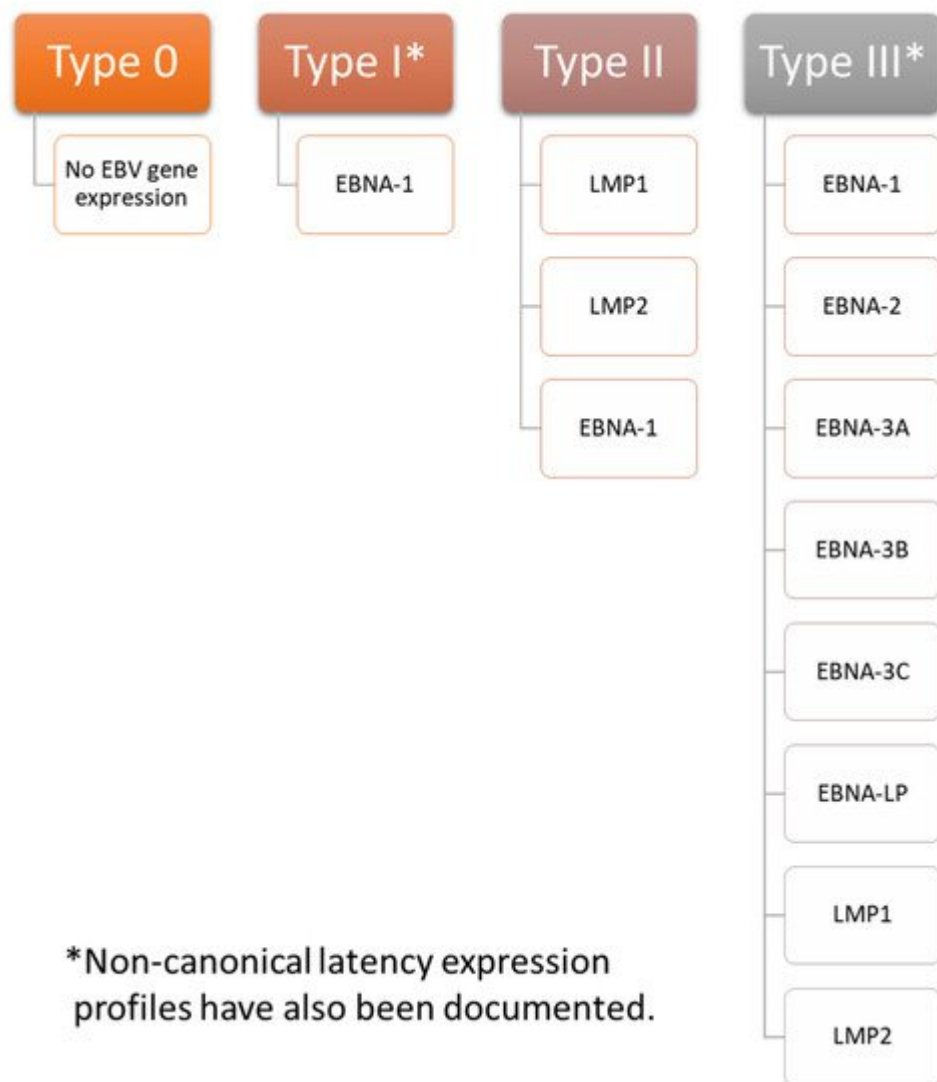 Type 0
No EBV gene
expression
Type I*
EBNA-1
Type II
LMP1
LMP2
EBNA-1
Type III*
EBNA-1
EBNA-2
EBNA-3A
EBNA-3B
EBNA-3C
EBNA-LP
LMP1
LMP2
*Non-canonical latency expression
profiles have also been documented.